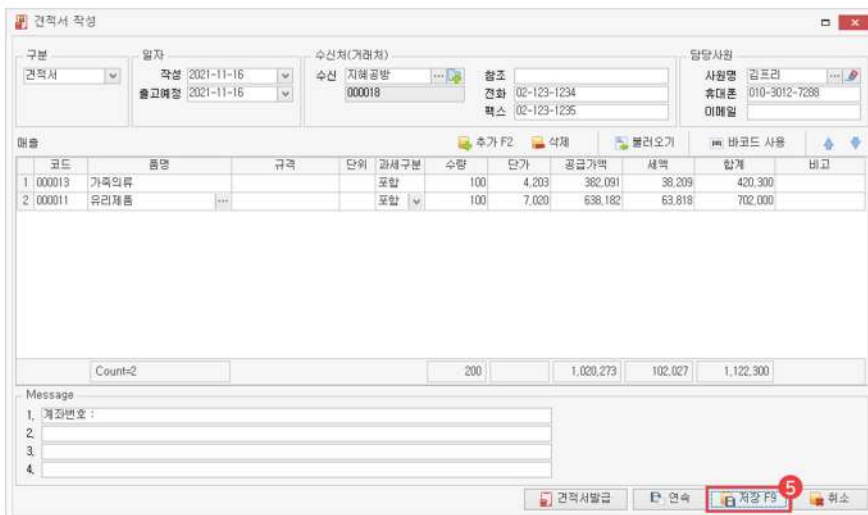 견적서 작성
구분 일자 수신처(거래처) 담당사원
견적서 작성 2021-11-16 수신 지혜공방 ... 참조 사원명 김프리 ...
출고예정 2021-11-16 000018 전화 02-123-1234 휴대폰 010-3012-7288
팩스 02-123-1235 이메일
매출 추가 F2 삭제 불러오기 바코드 사용
코드 품명 규격 단위 과세구분 수량 단가 공급가액 세액 합계 비고
1 000013 가죽의류 포함 100 4,203 382,091 38,209 420,300
2 000011 유리제품 ... 포함 100 7,020 638,182 63,818 702,000
Count=2 200 1,020,273 102,027 1,122,300
Message
1. 계좌번호 :
2.
3.
4.
견적서발급 연속 저장 F9 5 취소